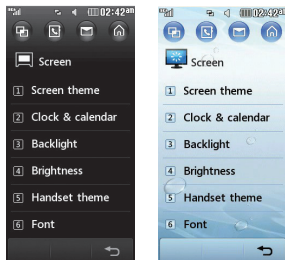 02:42am
Screen
1 Screen theme
2 Clock & calendar
3 Backlight
4 Brightness
5 Handset theme
6 Font
02:42am
Screen
1 Screen theme
2 Clock & calendar
3 Backlight
4 Brightness
5 Handset theme
6 Font